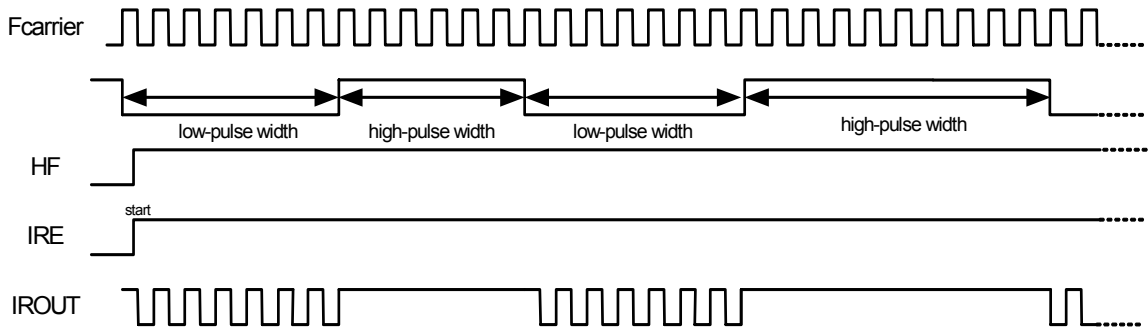 Fcarrier
low-pulse width
high-pulse width
low-pulse width
high-pulse width
HF
start
IRE
IROUT